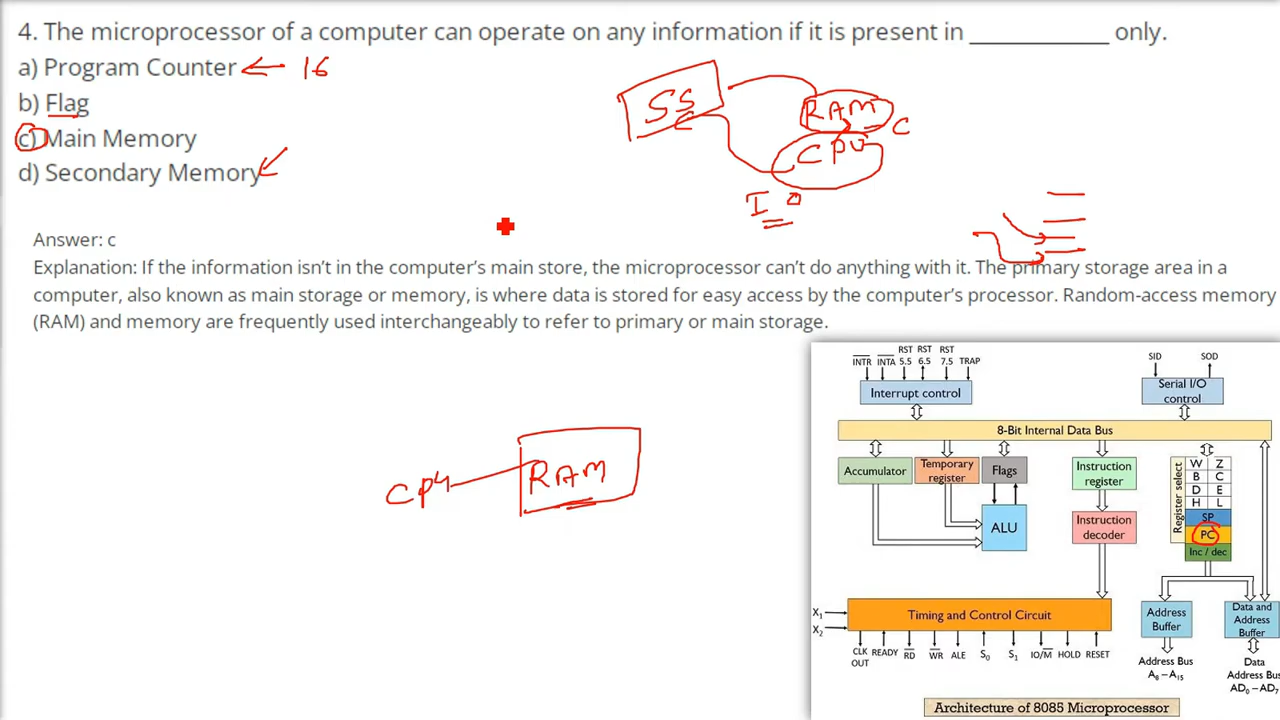 4. The microprocessor of a computer can operate on any information if it is present in _____________ only.
a) Program Counter ← 16
b) Flag
c) Main Memory
d) Secondary Memory
SS
RAM
C
CPU
I O
Answer: c
Explanation: If the information isn't in the computer's main store, the microprocessor can't do anything with it. The primary storage area in a
computer, also known as main storage or memory, is where data is stored for easy access by the computer's processor. Random-access memory
(RAM) and memory are frequently used interchangeably to refer to primary or main storage.
CPU
RAM
INTR INTA RST 5.5 RST 6.5 RST 7.5 TRAP
SID SOD
Interrupt control
Serial I/O
control
8-Bit Internal Data Bus
Accumulator
Temporary
register
Flags
Instruction
register
Register select
W Z
B C
D E
H L
SP
PC
Inc / dec
ALU
Instruction
decoder
X1
X2
Timing and Control Circuit
Address
Buffer
Data and
Address
Buffer
CLK OUT READY RD WR ALE S0 S1 IO/M HOLD RESET
Address Bus
A8 – A15
Data
Address Bus
AD0 – AD7
Architecture of 8085 Microprocessor